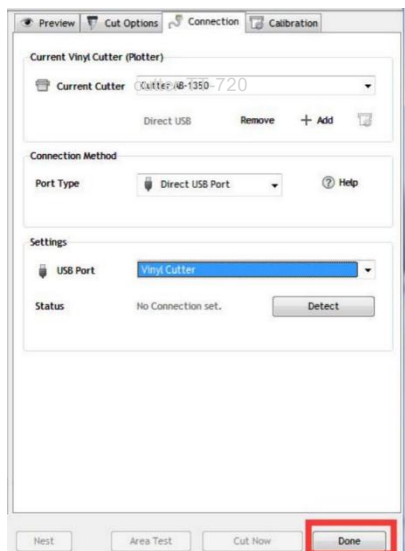 Preview Cut Options Connection Calibration
Current Vinyl Cutter (Plotter)
Current Cutter
Direct USB Remove + Add
Connection Method
Port Type Direct USB Port Help
Settings
USB Port Vinyl Cutter
Status No Connection set. Detect
Nest Area Test Cut Now Done